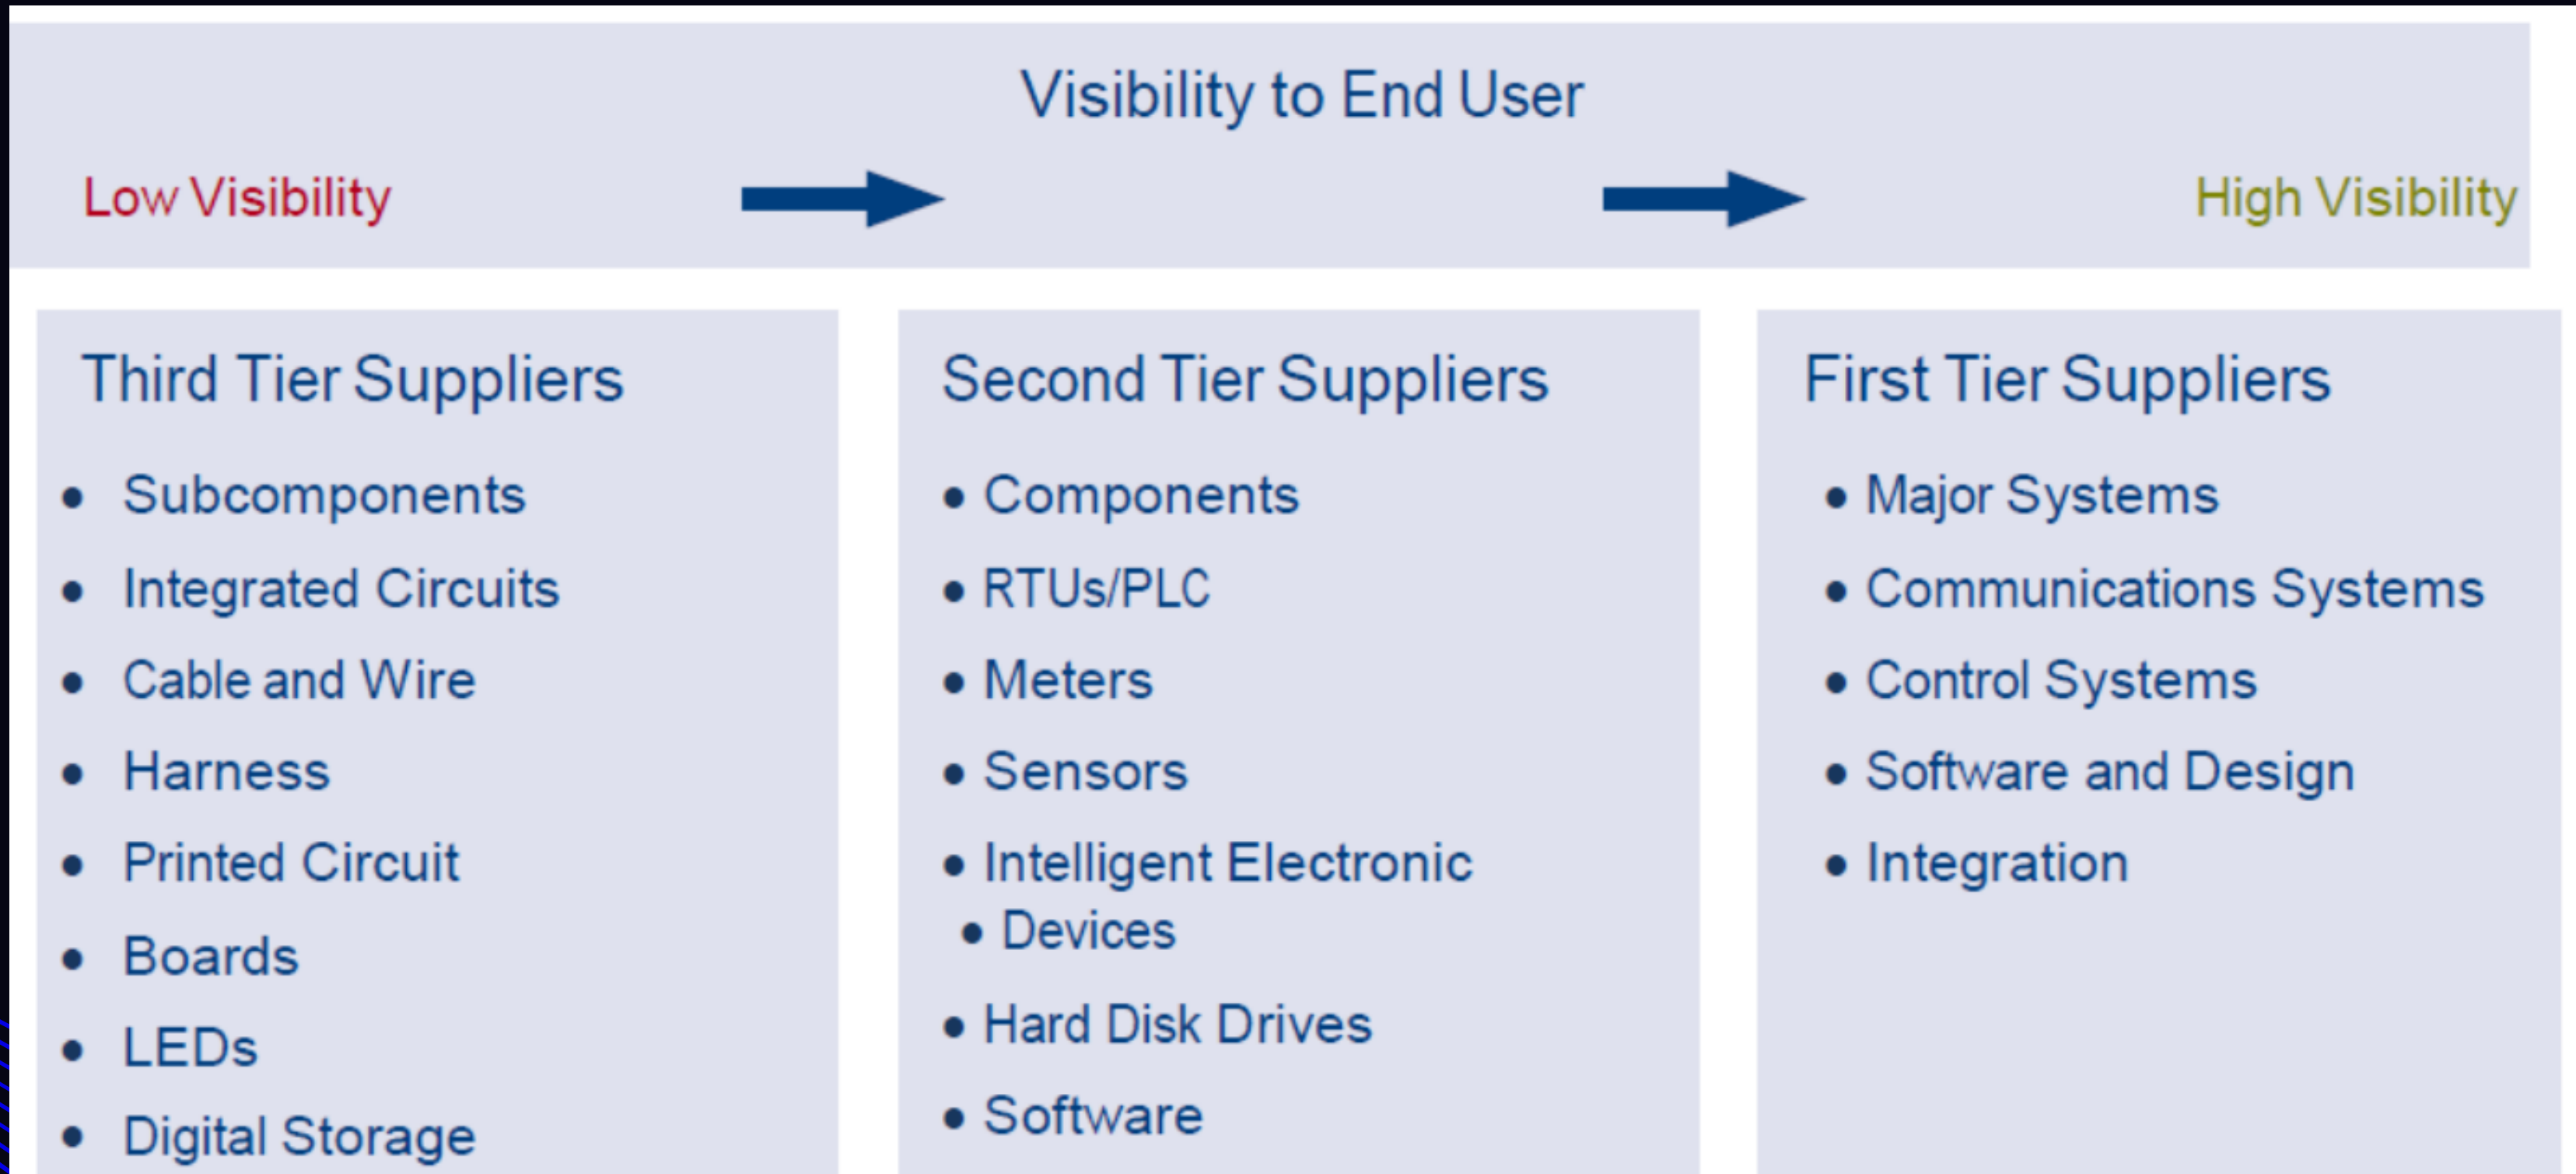 Visibility to End User
Low Visibility
High Visibility
Third Tier Suppliers
● Subcomponents
● Integrated Circuits
● Cable and Wire
● Harness
● Printed Circuit
● Boards
● LEDs
● Digital Storage
Second Tier Suppliers
● Components
● RTUs/PLC
● Meters
● Sensors
● Intelligent Electronic
● Devices
● Hard Disk Drives
● Software
First Tier Suppliers
● Major Systems
● Communications Systems
● Control Systems
● Software and Design
● Integration